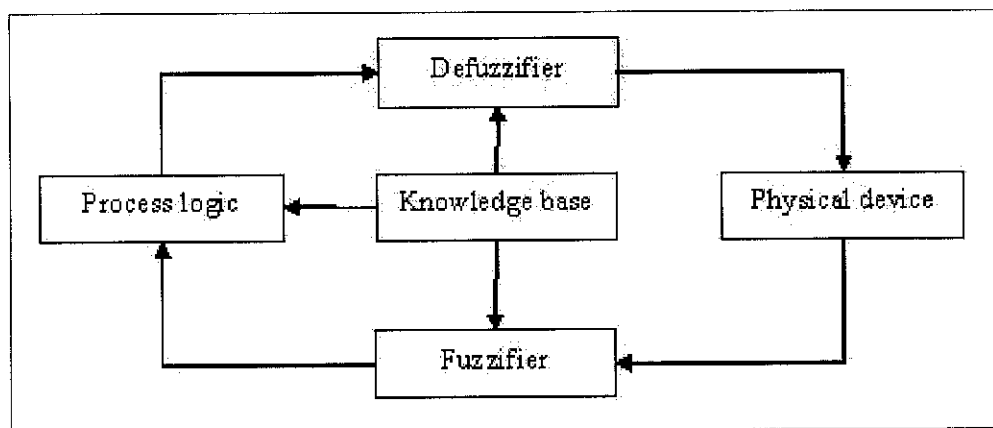 Defuzzifier
Process logic
Knowledge base
Physical device
Fuzzifier